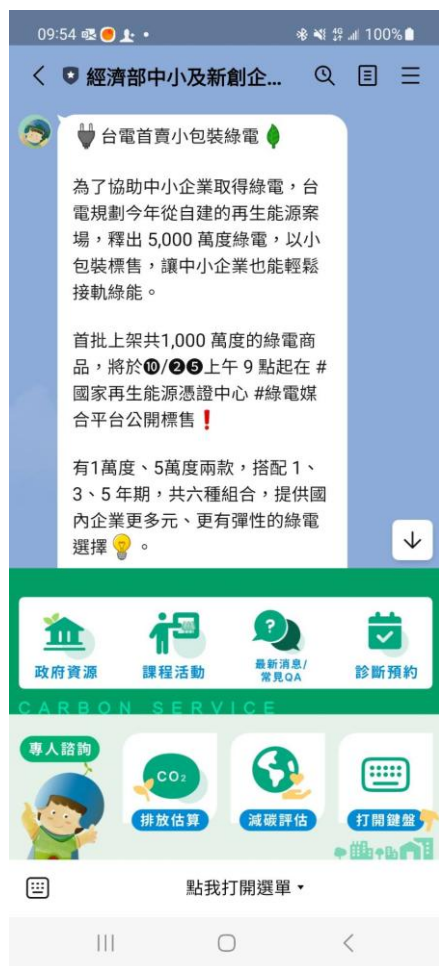 09:54
4G
100%
經濟部中小及新創企...
台電首賣小包裝綠電
為了協助中小企業取得綠電，台
電規劃今年從自建的再生能源案
場，釋出 5,000 萬度綠電，以小
包裝標售，讓中小企業也能輕鬆
接軌綠能。
首批上架共1,000 萬度的綠電商
品，將於❿/❷❺上午 9 點起在 #
國家再生能源憑證中心 #綠電媒
合平台公開標售❗
有1萬度、5萬度兩款，搭配 1、
3、5 年期，共六種組合，提供國
內企業更多元、更有彈性的綠電
選擇💡。
政府資源
課程活動
最新消息/
常見QA
診斷預約
CARBON SERVICE
專人諮詢
CO₂
排放估算
減碳評估
打開鍵盤
點我打開選單